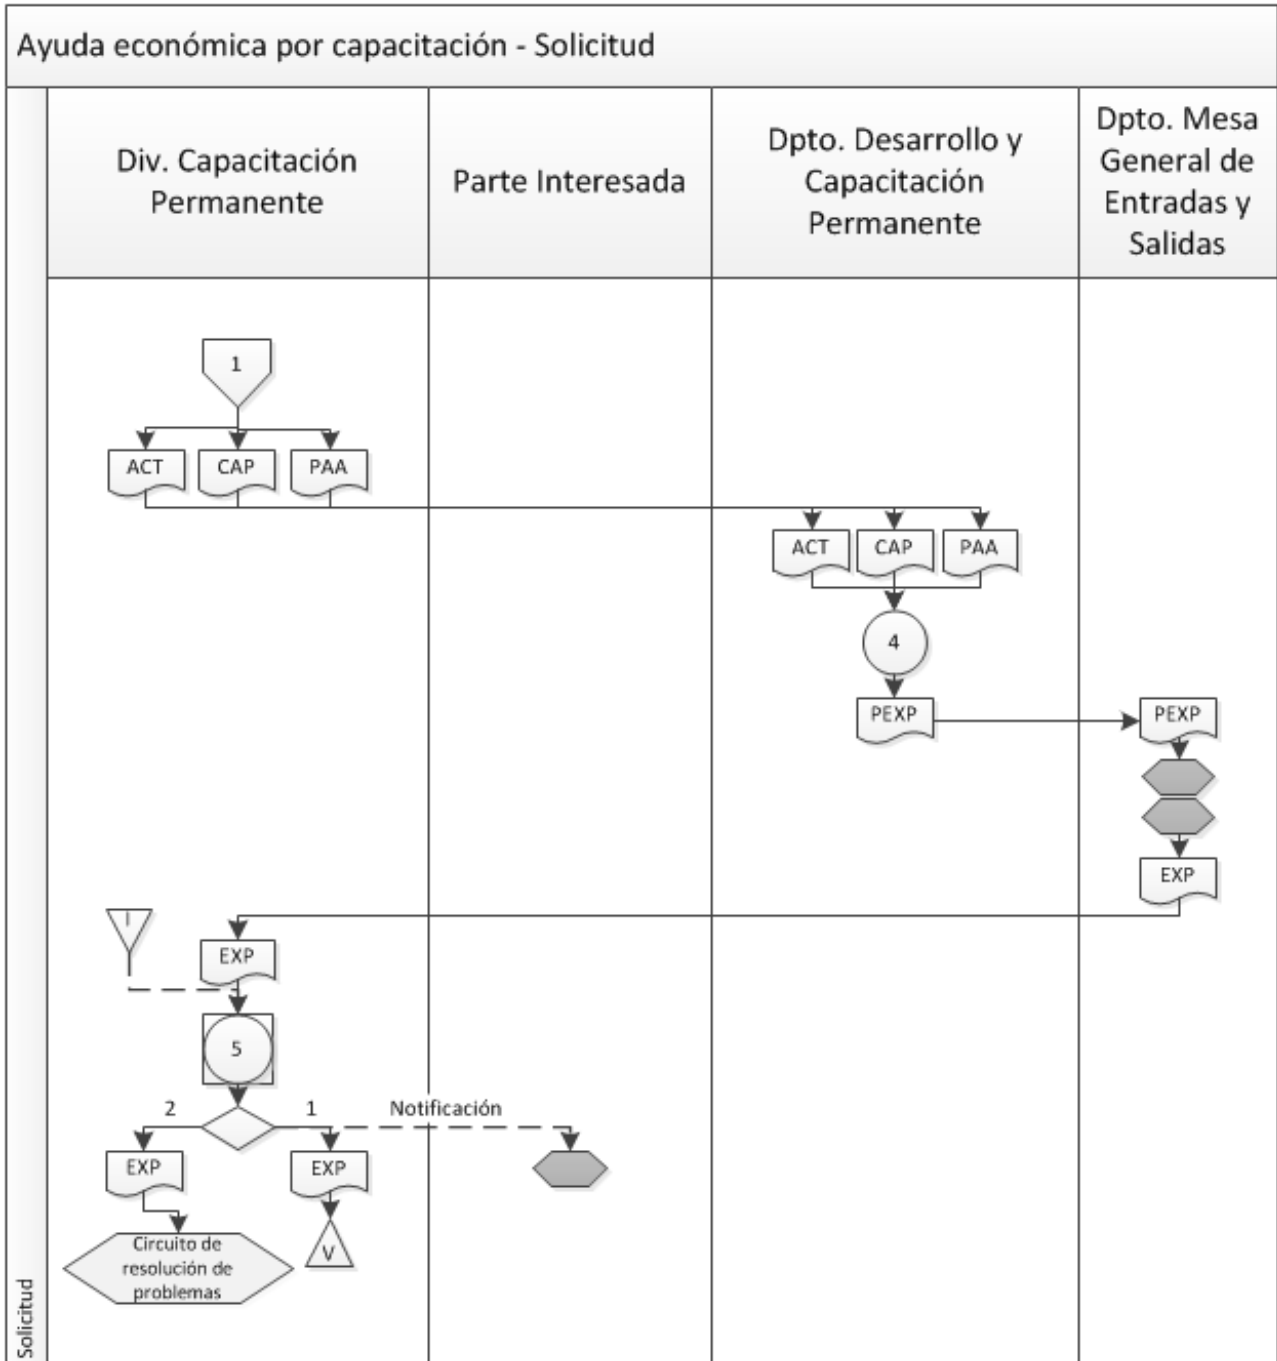 Ayuda económica por capacitación - Solicitud
Div. Capacitación
Permanente
Parte Interesada
Dpto. Desarrollo y
Capacitación
Permanente
Dpto. Mesa
General de
Entradas y
Salidas
1
ACT
CAP
PAA
ACT
CAP
PAA
4
PEXP
PEXP
EXP
I
EXP
5
2
1
Notificación
EXP
EXP
V
Circuito de
resolución de
problemas
Solicitud